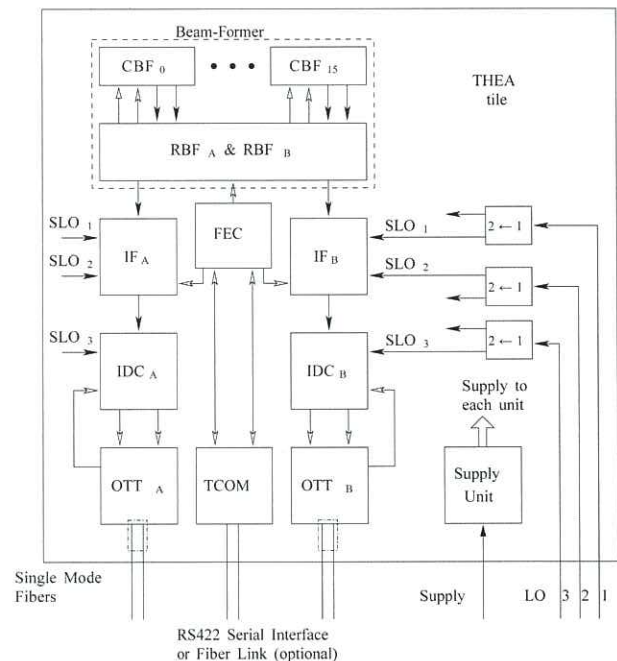 Beam-Former
CBF 0
CBF 15
THEA
tile
RBF A & RBF B
SLO 1
IF A
FEC
IF B
SLO 1
2 ← 1
SLO 2
SLO 2
2 ← 1
SLO 3
IDC A
IDC B
SLO 3
2 ← 1
Supply to
each unit
OTT A
TCOM
OTT B
Supply
Unit
Single Mode
Fibers
Supply
LO 3 2 1
RS422 Serial Interface
or Fiber Link (optional)